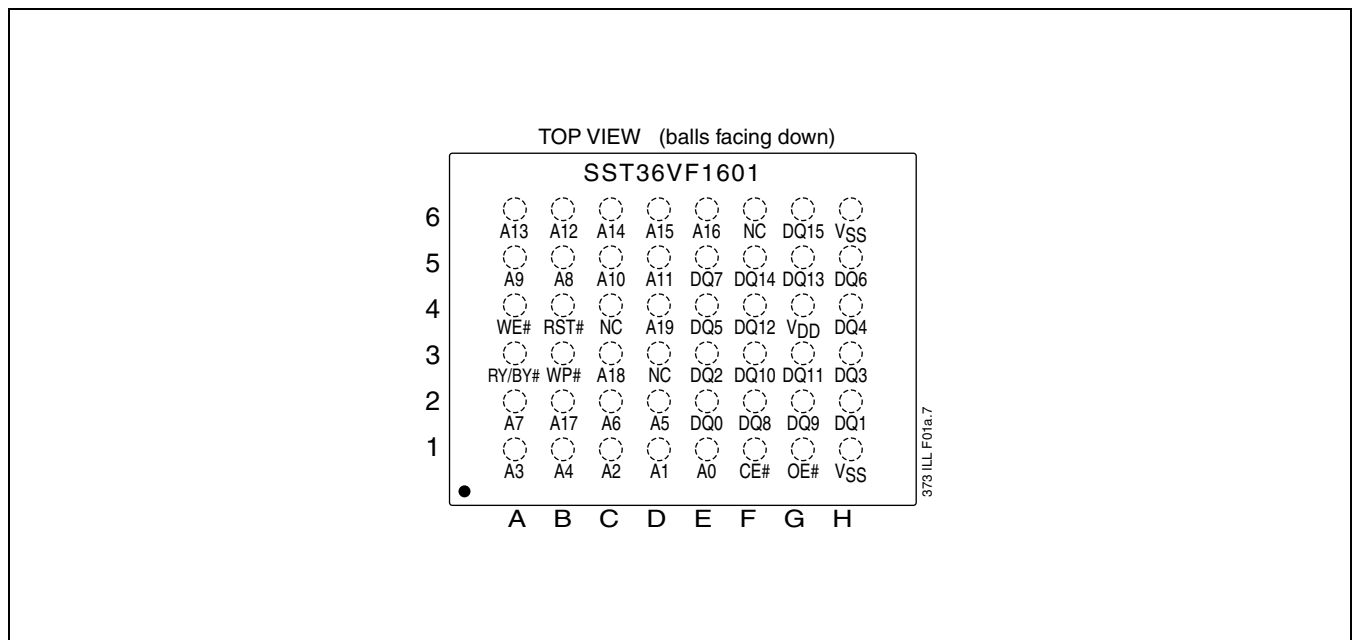 TOP VIEW (balls facing down)
SST36VF1601
6
A13 A12 A14 A15 A16 NC DQ15 VSS
5
A9 A8 A10 A11 DQ7 DQ14 DQ13 DQ6
4
WE# RST# NC A19 DQ5 DQ12 VDD DQ4
3
RY/BY# WP# A18 NC DQ2 DQ10 DQ11 DQ3
2
A7 A17 A6 A5 DQ0 DQ8 DQ9 DQ1
1
A3 A4 A2 A1 A0 CE# OE# VSS
A B C D E F G H
373 ILL F01a.7